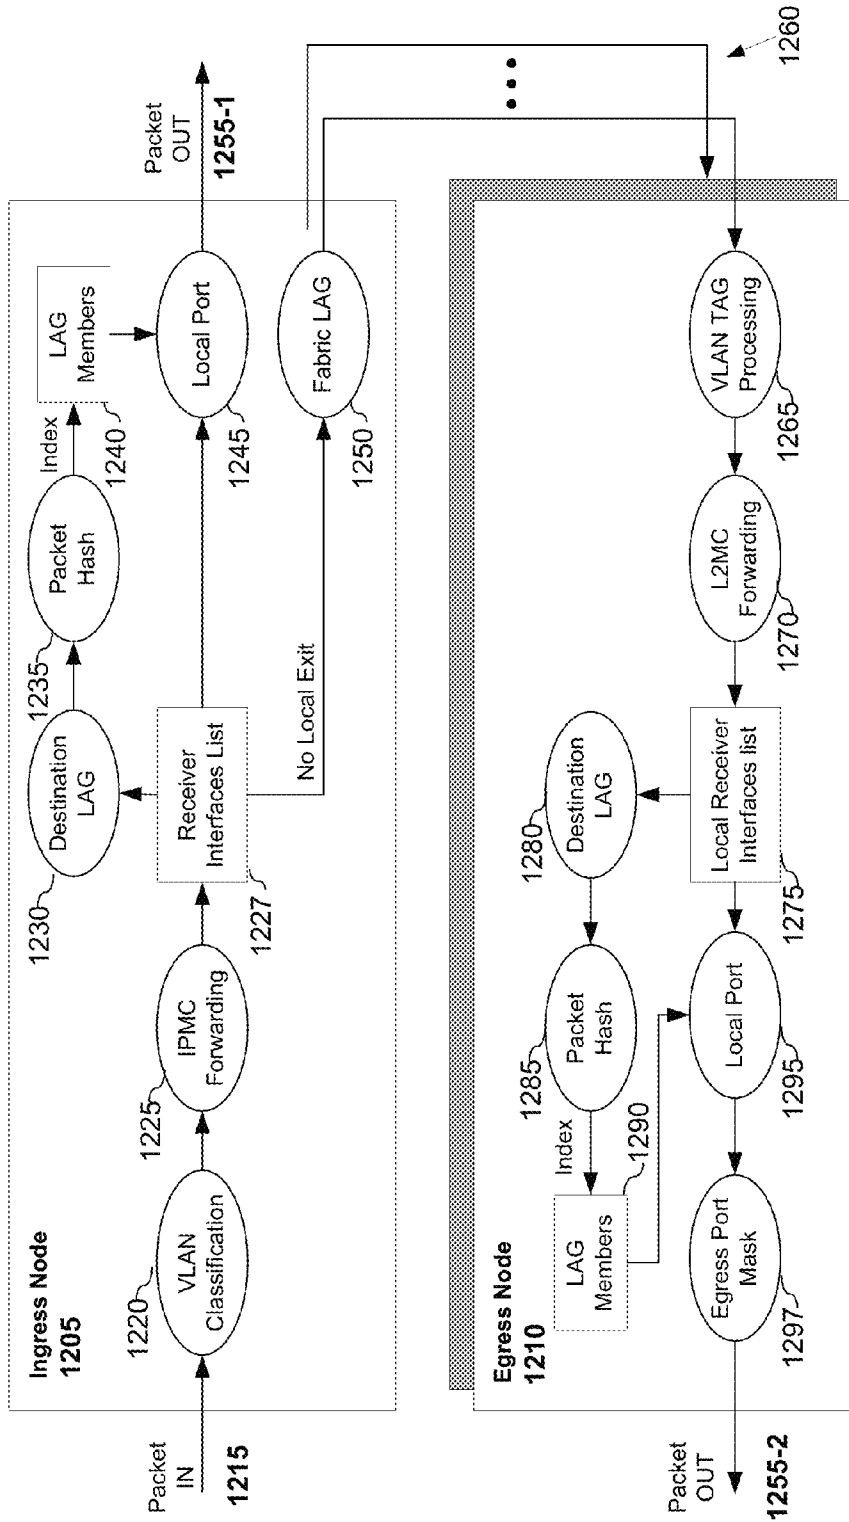 Ingress Node
1205
Packet
IN
1215
VLAN
Classification
1220
IPMC
Forwarding
1225
Receiver
Interfaces List
1227
Destination
LAG
1230
Packet
Hash
1235
Index
LAG
Members
1240
Local Port
1245
No Local Exit
Fabric LAG
1250
Packet
OUT
1255-1
1260
Egress Node
1210
VLAN TAG
Processing
1265
L2MC
Forwarding
1270
Local Receiver
Interfaces list
1275
Destination
LAG
1280
Packet
Hash
1285
Index
LAG
Members
1290
Local Port
1295
Egress Port
Mask
1297
Packet
OUT
1255-2